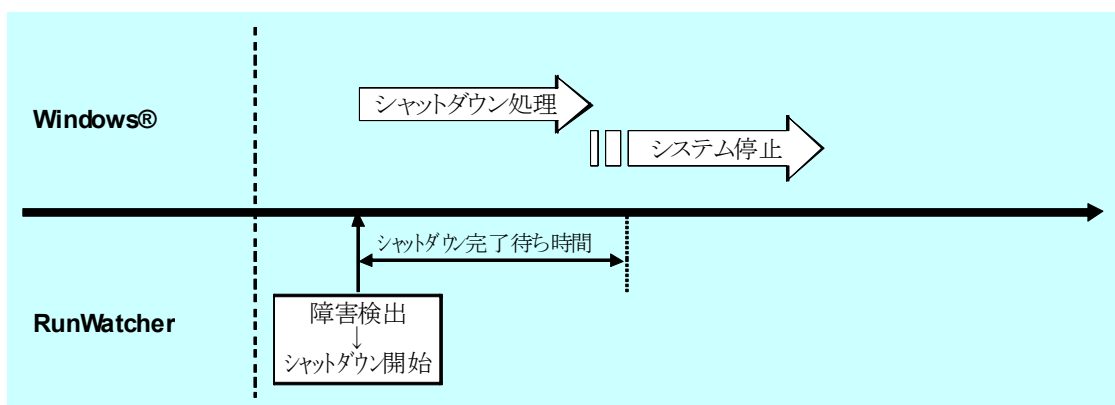 シャットダウン処理
Windows®
システム停止
シャットダウン完了待ち時間
RunWatcher
障害検出
↓
シャットダウン開始